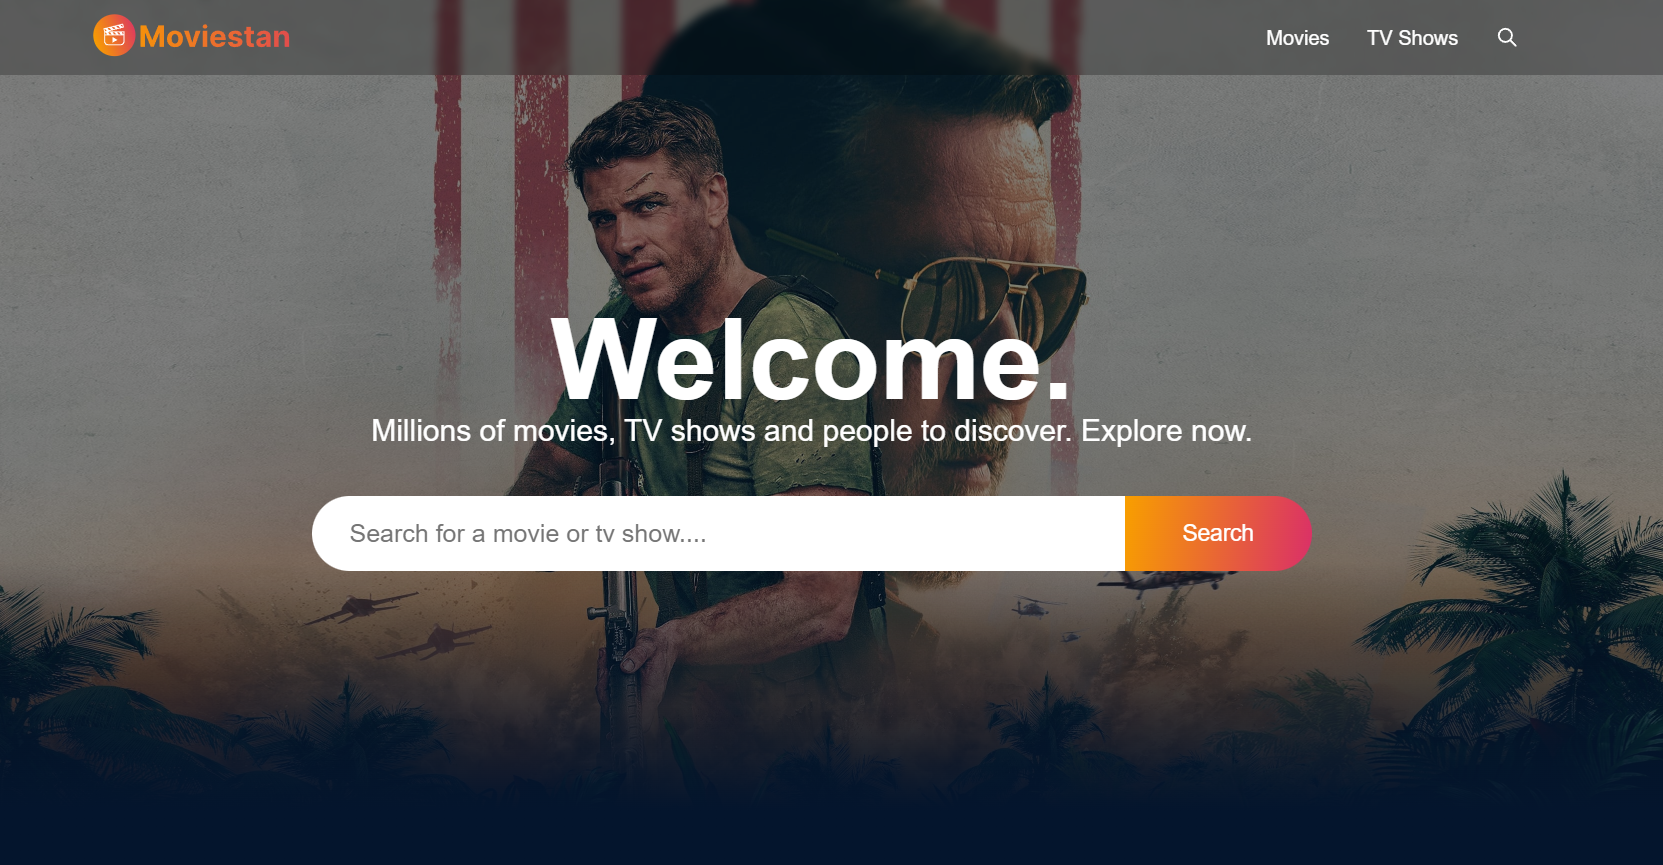 Moviestan
Movies
TV Shows
Welcome.
Millions of movies, TV shows and people to discover. Explore now.
Search for a movie or tv show....
Search